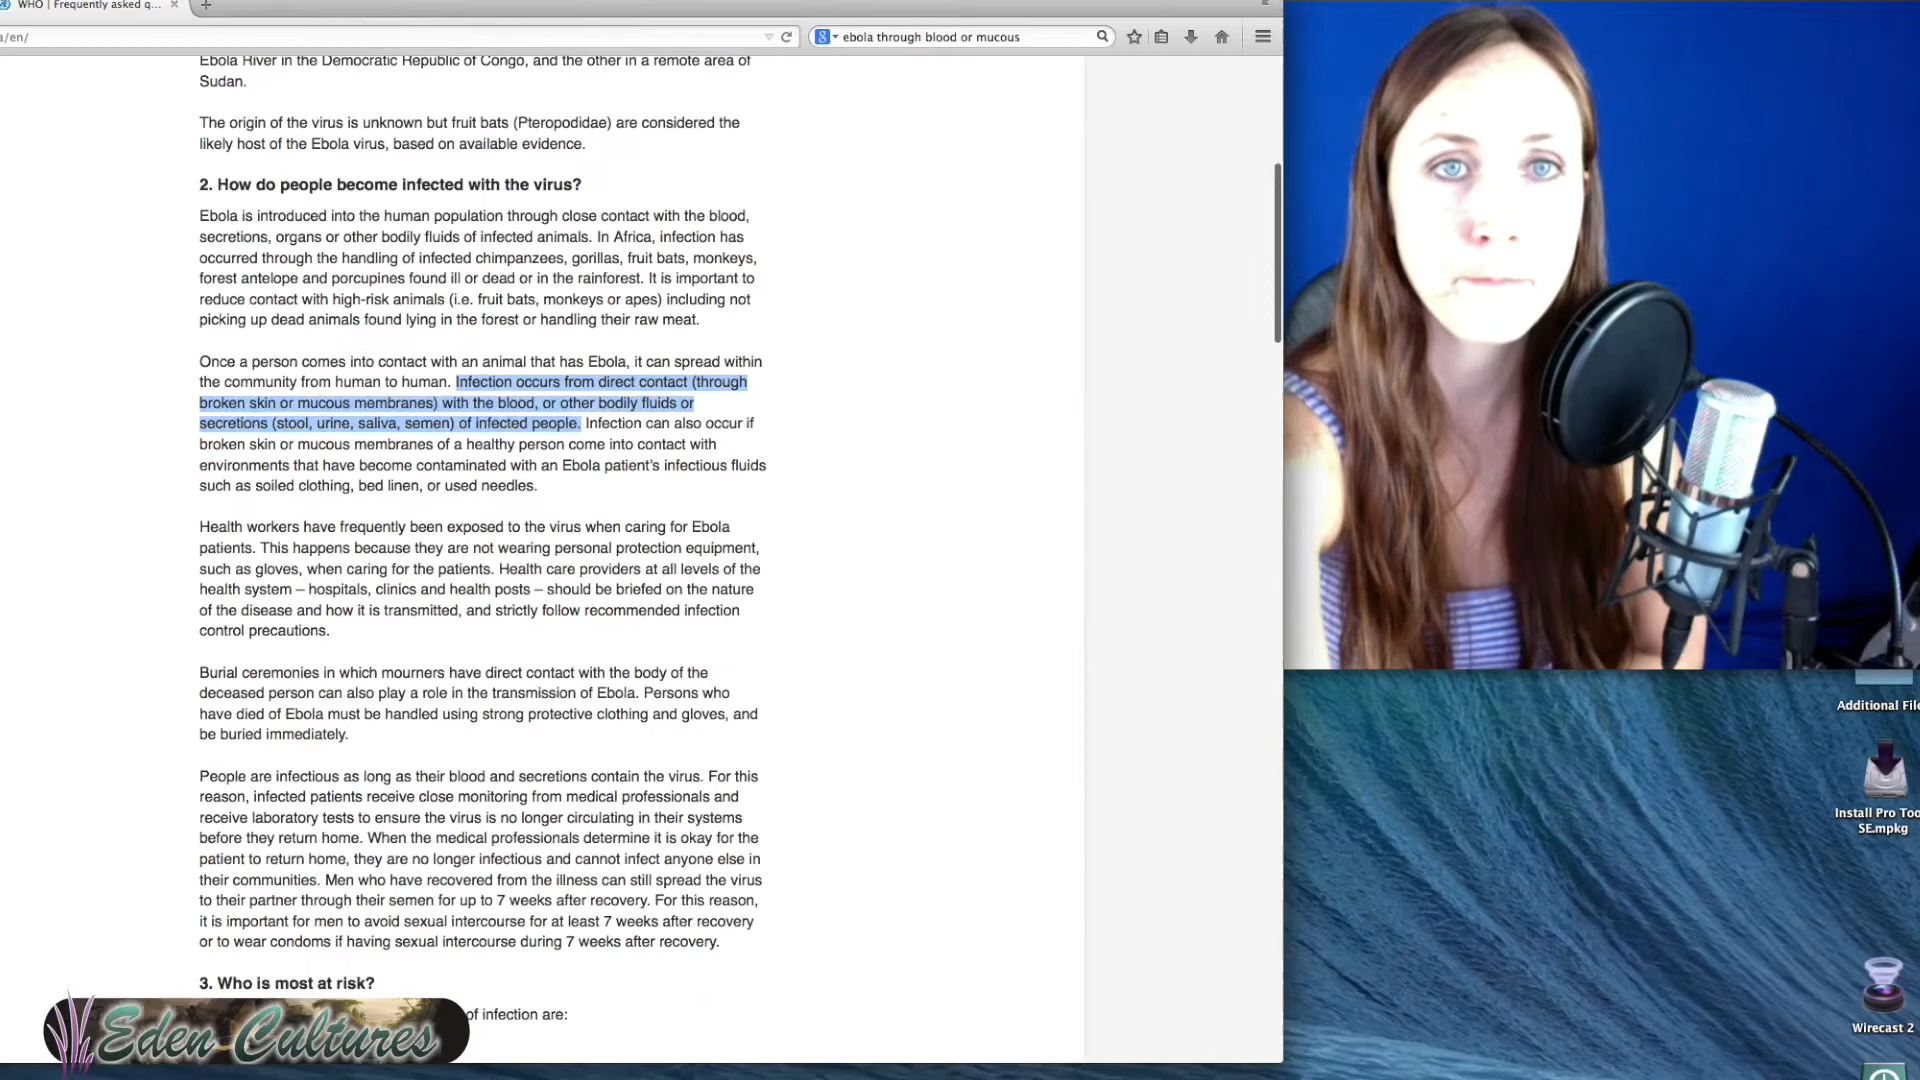 WHO | Frequently asked q...
a/en/
ebola through blood or mucous
Ebola River in the Democratic Republic of Congo, and the other in a remote area of
Sudan.
The origin of the virus is unknown but fruit bats (Pteropodidae) are considered the
likely host of the Ebola virus, based on available evidence.
2. How do people become infected with the virus?
Ebola is introduced into the human population through close contact with the blood,
secretions, organs or other bodily fluids of infected animals. In Africa, infection has
occurred through the handling of infected chimpanzees, gorillas, fruit bats, monkeys,
forest antelope and porcupines found ill or dead or in the rainforest. It is important to
reduce contact with high-risk animals (i.e. fruit bats, monkeys or apes) including not
picking up dead animals found lying in the forest or handling their raw meat.
Once a person comes into contact with an animal that has Ebola, it can spread within
the community from human to human. Infection occurs from direct contact (through
broken skin or mucous membranes) with the blood, or other bodily fluids or
secretions (stool, urine, saliva, semen) of infected people. Infection can also occur if
broken skin or mucous membranes of a healthy person come into contact with
environments that have become contaminated with an Ebola patient's infectious fluids
such as soiled clothing, bed linen, or used needles.
Health workers have frequently been exposed to the virus when caring for Ebola
patients. This happens because they are not wearing personal protection equipment,
such as gloves, when caring for the patients. Health care providers at all levels of the
health system – hospitals, clinics and health posts – should be briefed on the nature
of the disease and how it is transmitted, and strictly follow recommended infection
control precautions.
Burial ceremonies in which mourners have direct contact with the body of the
deceased person can also play a role in the transmission of Ebola. Persons who
have died of Ebola must be handled using strong protective clothing and gloves, and
be buried immediately.
People are infectious as long as their blood and secretions contain the virus. For this
reason, infected patients receive close monitoring from medical professionals and
receive laboratory tests to ensure the virus is no longer circulating in their systems
before they return home. When the medical professionals determine it is okay for the
patient to return home, they are no longer infectious and cannot infect anyone else in
their communities. Men who have recovered from the illness can still spread the virus
to their partner through their semen for up to 7 weeks after recovery. For this reason,
it is important for men to avoid sexual intercourse for at least 7 weeks after recovery
or to wear condoms if having sexual intercourse during 7 weeks after recovery.
3. Who is most at risk?
of infection are:
Eden Cultures
Additional File
Install Pro Too
SE.mpkg
Wirecast 2